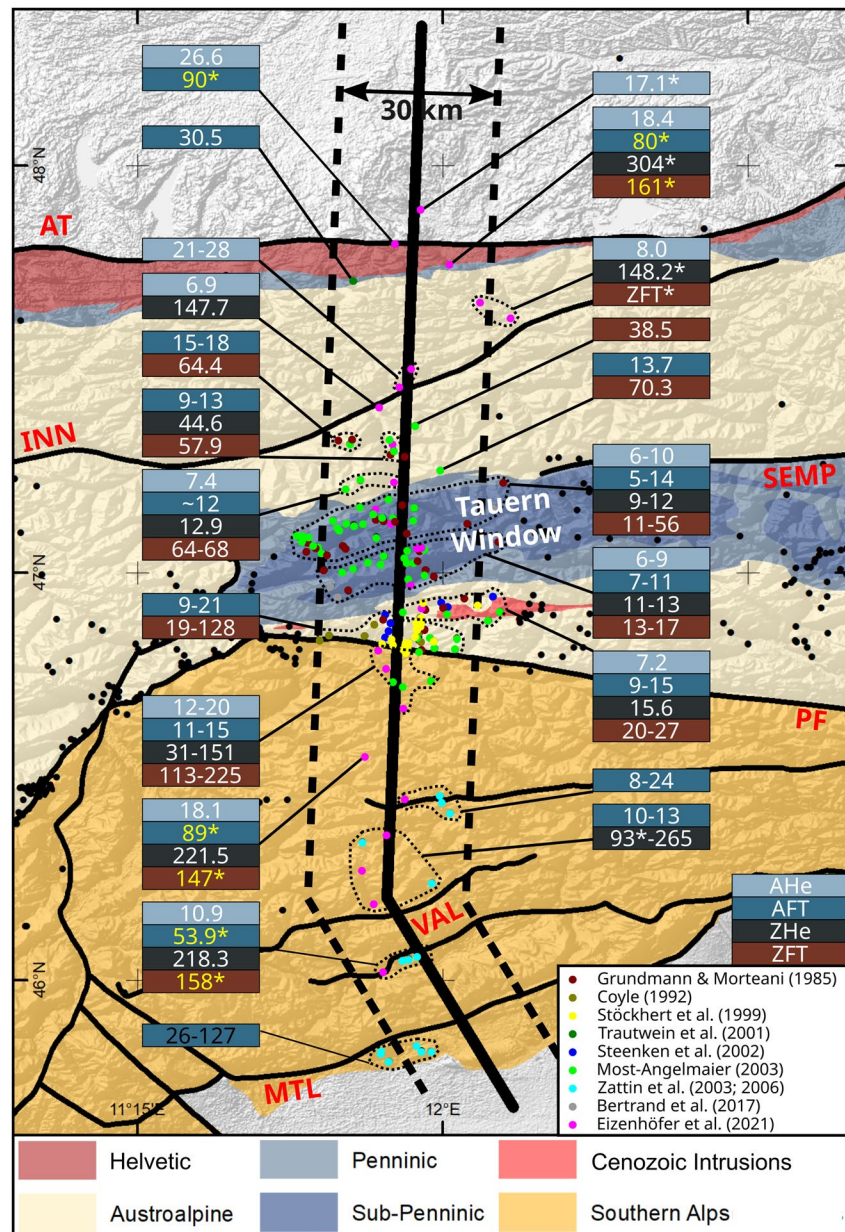 26.6
90*
30.5
30 km
17.1*
18.4
80*
304*
161*
48°N
AT
21-28
6.9
147.7
15-18
64.4
9-13
44.6
57.9
INN
7.4
~12
12.9
64-68
47°N
9-21
19-128
8.0
148.2*
ZFT*
38.5
13.7
70.3
6-10
5-14
9-12
11-56
SEMP
Tauern
Window
6-9
7-11
11-13
13-17
7.2
9-15
15.6
20-27
PF
12-20
11-15
31-151
113-225
18.1
89*
221.5
147*
8-24
10-13
93*-265
10.9
53.9*
218.3
158*
VAL
46°N
26-127
MTL
11°15'E
12°E
AHe
AFT
ZHe
ZFT
Grundmann & Morteani (1985)
Coyle (1992)
Stöckhert et al. (1999)
Trautwein et al. (2001)
Steenken et al. (2002)
Most-Angelmaier (2003)
Zattin et al. (2003; 2006)
Bertrand et al. (2017)
Eizenhöfer et al. (2021)
Helvetic
Penninic
Cenozoic Intrusions
Austroalpine
Sub-Penninic
Southern Alps